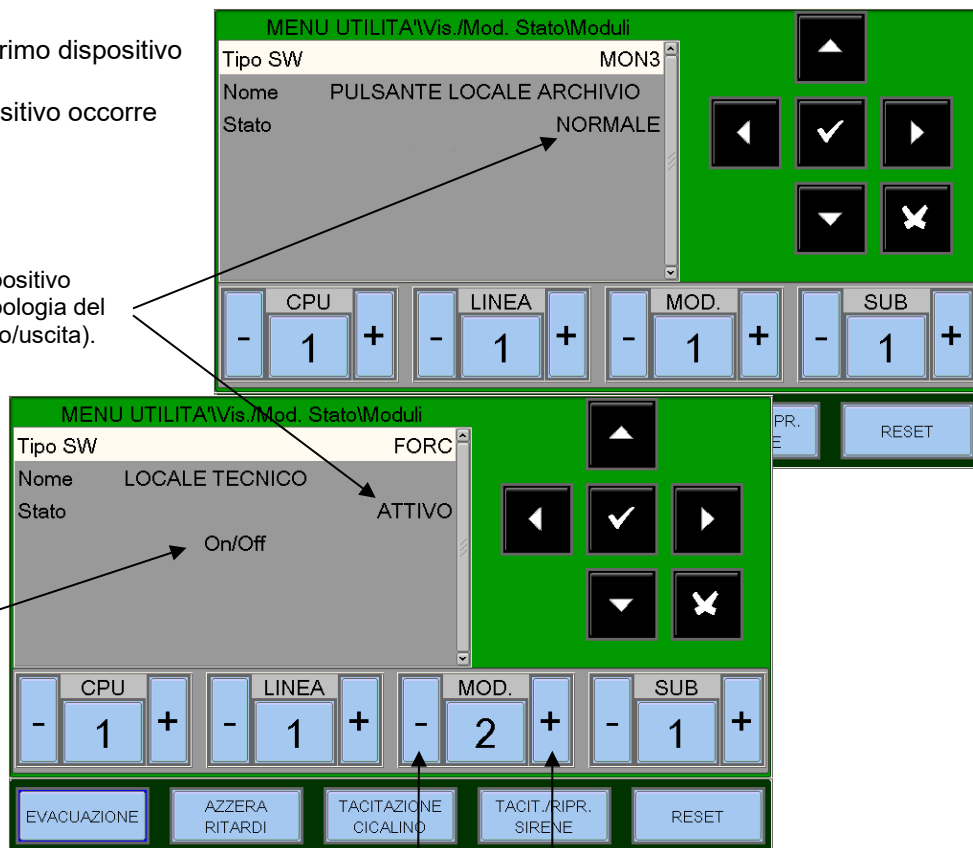 rimo dispositivo
sitivo occorre
positivo
pologia del
o/uscita).
MENU UTILITA'\Vis./Mod. Stato\Moduli
Tipo SW MON3
Nome PULSANTE LOCALE ARCHIVIO
Stato NORMALE
CPU LINEA MOD. SUB
- 1 + - 1 + - 1 + - 1 +
PR. RESET
E
MENU UTILITA'\Vis./Mod. Stato\Moduli
Tipo SW FORC
Nome LOCALE TECNICO
Stato ATTIVO
On/Off
CPU LINEA MOD. SUB
- 1 + - 1 + - 2 + - 1 +
EVACUAZIONE
AZZERA
RITARDI
TACITAZIONE
CICALINO
TACIT./RIPR.
SIRENE
RESET